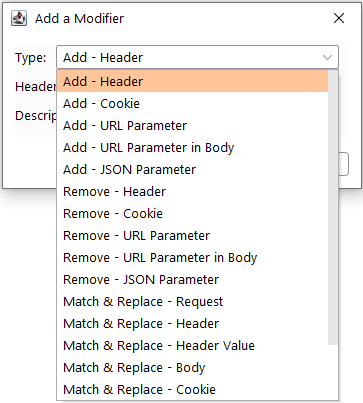 Add a Modifier
Type: Add - Header
Add - Header
Header
Add - Cookie
Descrip
Add - URL Parameter
Add - URL Parameter in Body
Add - JSON Parameter
Remove - Header
Remove - Cookie
Remove - URL Parameter
Remove - URL Parameter in Body
Remove - JSON Parameter
Match & Replace - Request
Match & Replace - Header
Match & Replace - Header Value
Match & Replace - Body
Match & Replace - Cookie